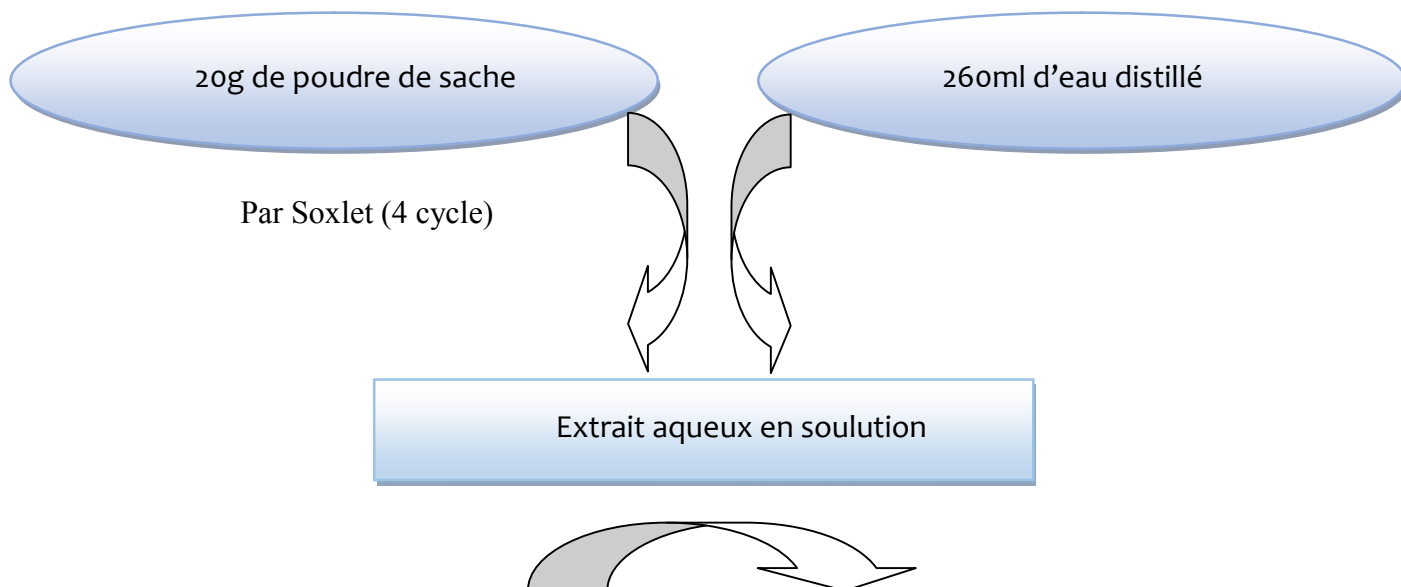 20g de poudre de sache
260ml d’eau distillé
Par Soxlet (4 cycle)
Extrait aqueux en soulution